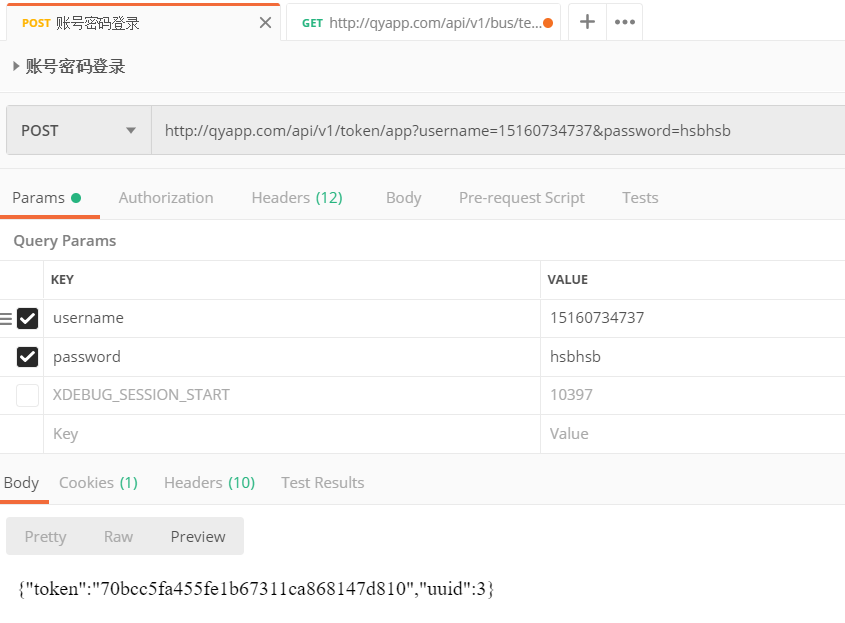 POST 账号密码登录
GET http://qyapp.com/api/v1/bus/te...
账号密码登录
POST http://qyapp.com/api/v1/token/app?username=15160734737&password=hsbhsb
Params Authorization Headers (12) Body Pre-request Script Tests
Query Params
KEY VALUE
username 15160734737
password hsbhsb
XDEBUG_SESSION_START 10397
Key Value
Body Cookies (1) Headers (10) Test Results
Pretty Raw Preview
{"token":"70bcc5fa455fe1b67311ca868147d810","uuid":3}